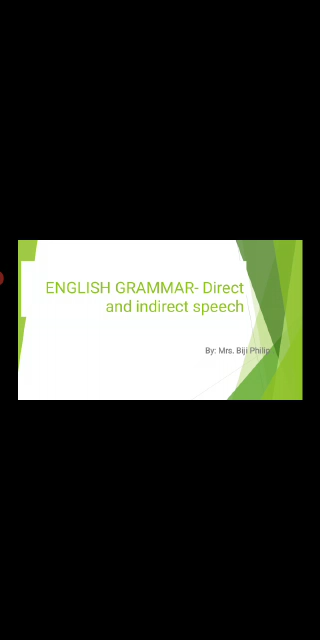 ENGLISH GRAMMAR- Direct
and indirect speech
By: Mrs. Biji Philip